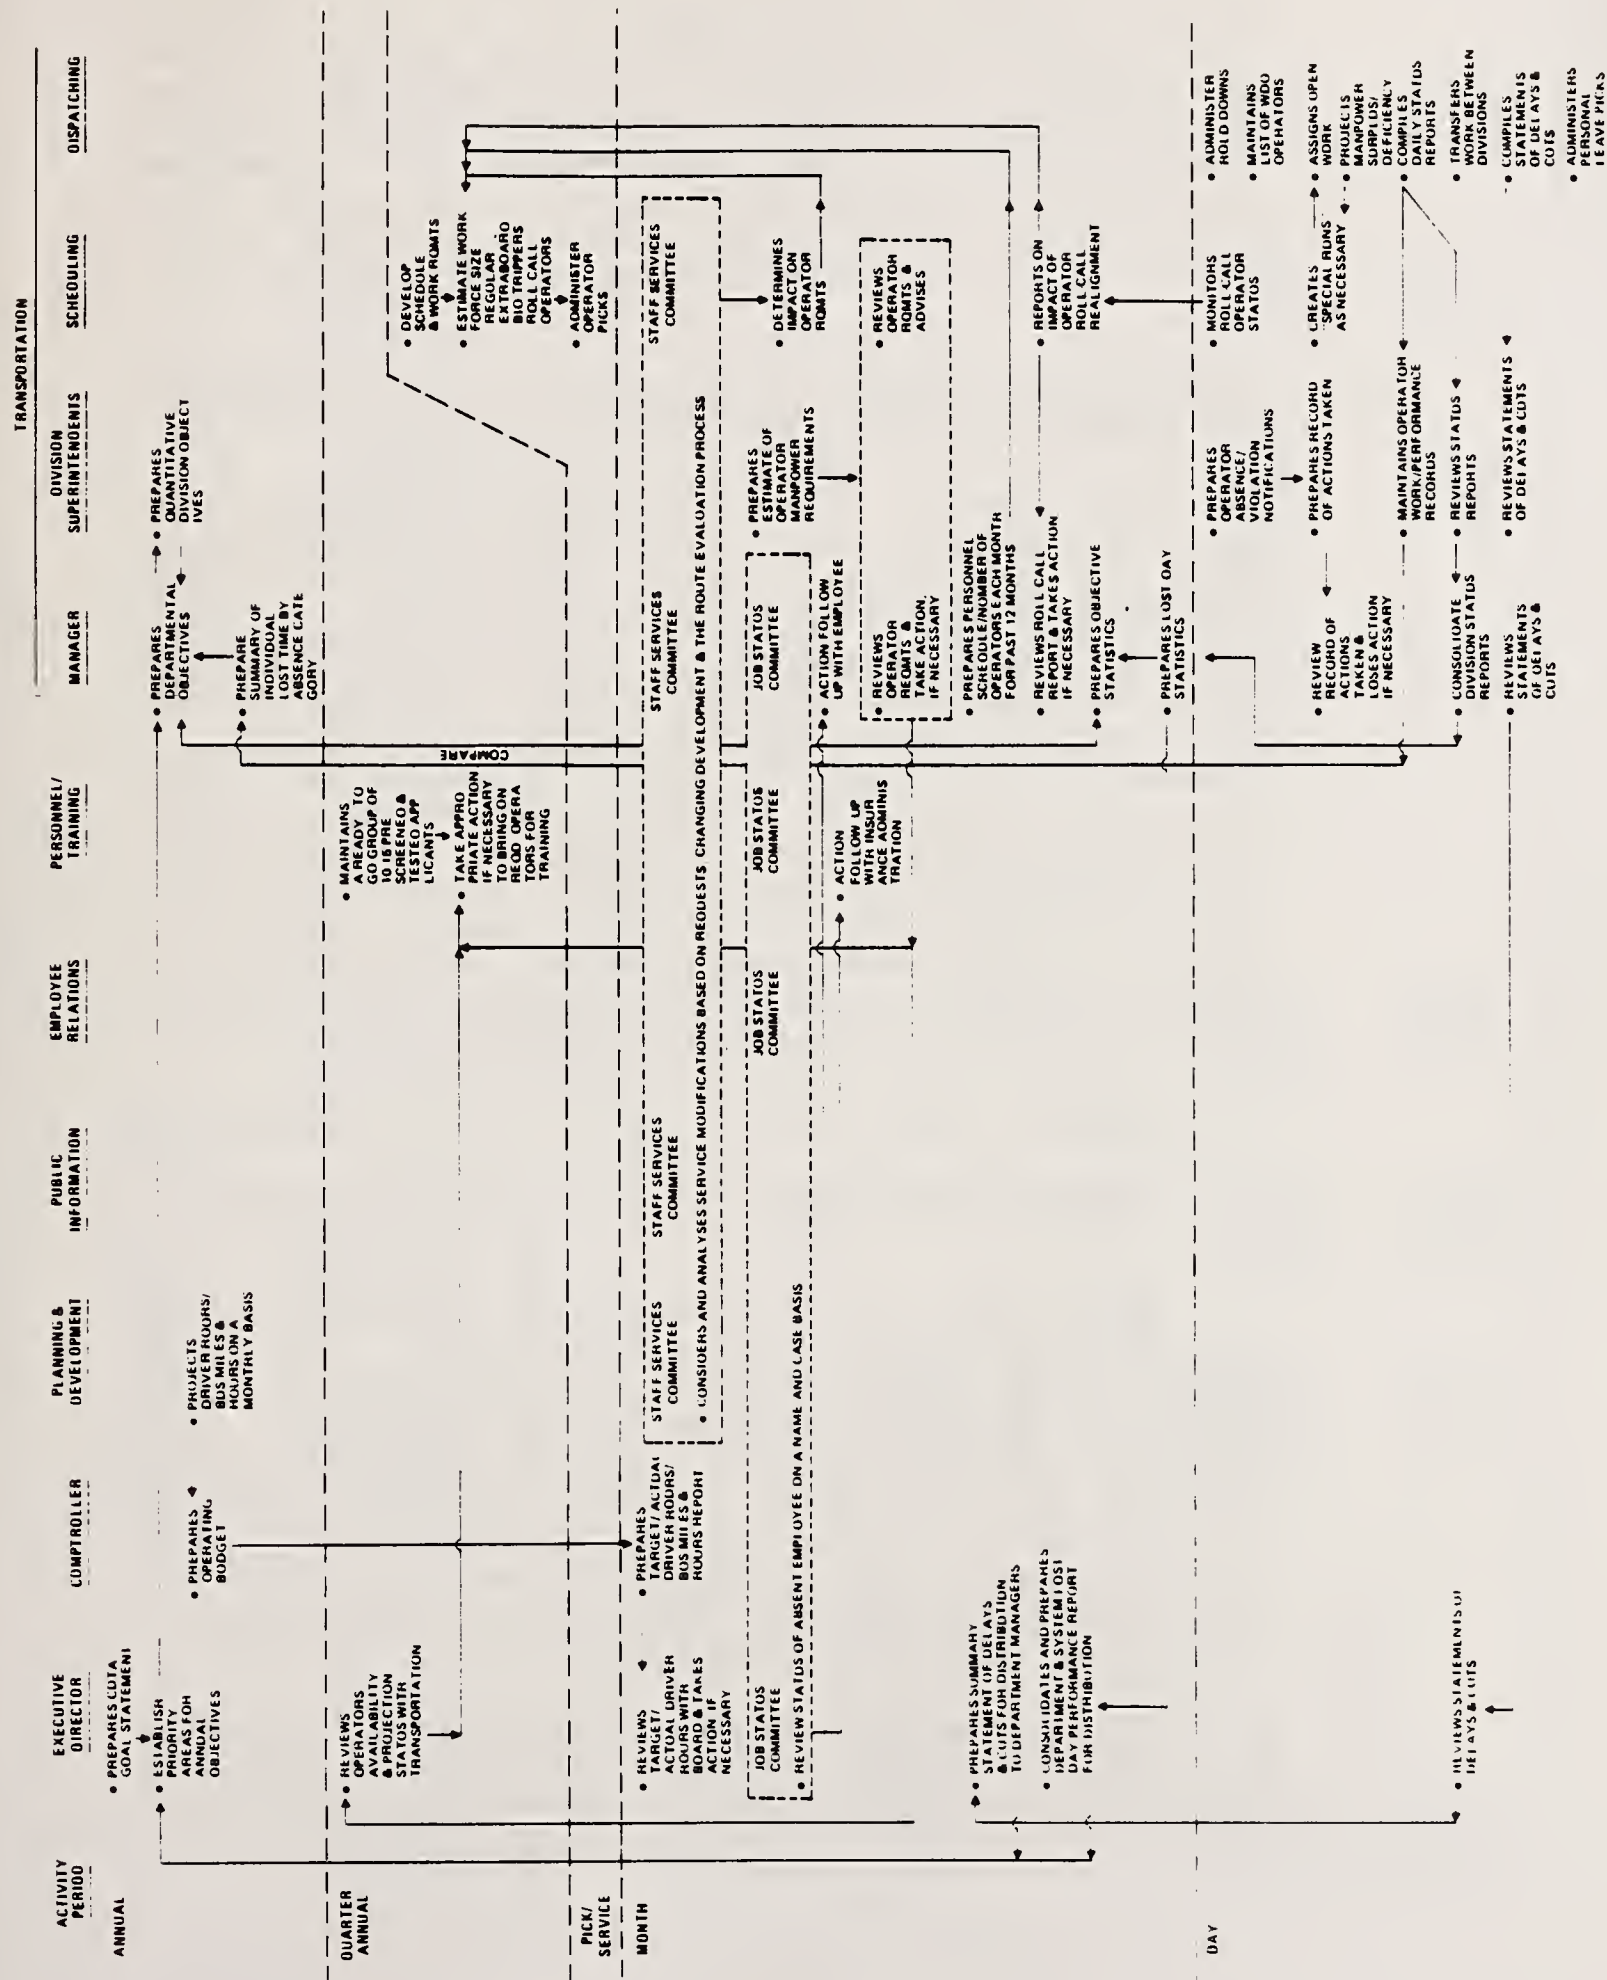 TRANSPORTATION
ACTIVITY
PERIOD
EXECUTIVE
DIRECTOR
COMPTROLLER
PLANNING &
DEVELOPMENT
PUBLIC
INFORMATION
EMPLOYEE
RELATIONS
PERSONNEL/
TRAINING
MANAGER
DIVISION
SUPERINTENDENTS
SCHEDULING
DISPATCHING
ANNUAL
• PREPARES CDTA
GOAL STATEMENT
• ESTABLISH
PRIORITY
AREAS FOR
ANNUAL
OBJECTIVES
• PREPARES
OPERATING
BUDGET
• PROJECTS
DRIVER HOURS/
BUS MILES &
HOURS ON A
MONTHLY BASIS
• PREPARES
DEPARTMENTAL
OBJECTIVES
• PREPARE
SUMMARY OF
INDIVIDUAL
LOST TIME BY
ABSENCE CATE
GORY
• PREPARES
QUANTITATIVE
DIVISION OBJECT
IVES
QUARTER
ANNUAL
• REVIEWS
OPERATORS
AVAILABILITY
& PROJECTION
STATUS WITH
TRANSPORTATION
• MAINTAINS
A READY TO
GO GROUP OF
10 15 PRE
SCREENED &
TESTED APP
LICANTS
• TAKE APPRO
PRIATE ACTION
IF NECESSARY
TO BRING ON
REQD OPERA
TORS FOR
TRAINING
COMPARE
• DEVELOP
SCHEDULE
& WORK RQMTS
• ESTIMATE WORK
FORCE SIZE
REGULAR
EXTRABOARD
BID TRIPPERS
ROLL CALL
OPERATORS
• ADMINISTER
OPERATOR
PICKS
PICK/
SERVICE
MONTH
• REVIEWS
TARGET/
ACTUAL DRIVER
HOURS WITH
BOARD & TAKES
ACTION IF
NECESSARY
• PREPARES
TARGET/ACTUAL
DRIVER HOURS/
BUS MILES &
HOURS REPORT
STAFF SERVICES
COMMITTEE
STAFF SERVICES
COMMITTEE
STAFF SERVICES
COMMITTEE
STAFF SERVICES
COMMITTEE
• CONSIDERS AND ANALYSES SERVICE MODIFICATIONS BASED ON REQUESTS, CHANGING DEVELOPMENT & THE ROUTE EVALUATION PROCESS
JOB STATUS
COMMITTEE
JOB STATUS
COMMITTEE
JOB STATUS
COMMITTEE
JOB STATUS
COMMITTEE
• REVIEW STATUS OF ABSENT EMPLOYEE ON A NAME AND CASE BASIS
• ACTION
FOLLOW UP
WITH INSUR
ANCE ADMINIS
TRATION
• ACTION FOLLOW
UP WITH EMPLOYEE
• PREPARES
ESTIMATE OF
OPERATOR
MANPOWER
REQUIREMENTS
• DETERMINES
IMPACT ON
OPERATOR
RQMTS
• REVIEWS
OPERATOR
REQMTS &
TAKE ACTION,
IF NECESSARY
• REVIEWS
OPERATOR
RQMTS &
ADVISES
• PREPARES SUMMARY
STATEMENT OF DELAYS
& CUTS FOR DISTRIBUTION
TO DEPARTMENT MANAGERS
• CONSOLIDATES AND PREPARES
DEPARTMENT & SYSTEM LOST
DAY PERFORMANCE REPORT
FOR DISTRIBUTION
• PREPARES PERSONNEL
SCHEDULE/NUMBER OF
OPERATORS EACH MONTH
FOR PAST 12 MONTHS
• REVIEWS ROLL CALL
REPORT & TAKES ACTION
IF NECESSARY
• PREPARES OBJECTIVE
STATISTICS
• PREPARES LOST DAY
STATISTICS
• REPORTS ON
IMPACT OF
OPERATOR
ROLL CALL
REALIGNMENT
DAY
• PREPARES
OPERATOR
ABSENCE/
VIOLATION
NOTIFICATIONS
• MONITORS
ROLL CALL
OPERATOR
STATUS
• ADMINISTER
HOLD DOWNS
• MAINTAINS
LIST OF WDO
OPERATORS
• REVIEW
RECORD OF
ACTIONS
TAKEN &
LOSES ACTION
IF NECESSARY
• PREPARES RECORD
OF ACTIONS TAKEN
• CREATES
SPECIAL RUNS
AS NECESSARY
• ASSIGNS OPEN
WORK
• PROJECTS
MANPOWER
SURPLUS/
DEFICIENCY
• MAINTAINS OPERATOR
WORK/PERFORMANCE
RECORDS
• COMPILES
DAILY STATUS
REPORTS
• REVIEWS STATEMENTS OF
DELAYS & CUTS
• CONSOLIDATE
DIVISION STATUS
REPORTS
• REVIEWS STATUS
REPORTS
• TRANSFERS
WORK BETWEEN
DIVISIONS
• REVIEWS
STATEMENTS
OF DELAYS &
CUTS
• REVIEWS STATEMENTS
OF DELAYS & CUTS
• COMPILES
STATEMENTS
OF DELAYS &
CUTS
• ADMINISTERS
PERSONAL
LEAVE PICKS